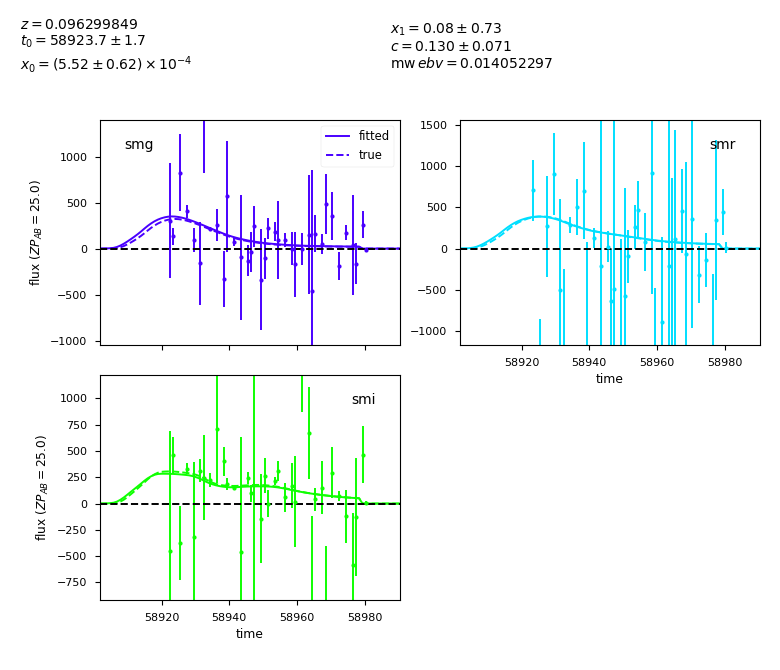 z = 0.096299849
t₀ = 58923.7 ± 1.7
x₀ = (5.52 ± 0.62) × 10⁻⁴
x₁ = 0.08 ± 0.73
c = 0.130 ± 0.071
mw ebv = 0.014052297
smg
fitted
true
1000
500
0
−500
−1000
flux (ZP_AB = 25.0)
smr
1500
1000
500
0
−500
−1000
58920 58940 58960 58980
time
smi
1000
750
500
250
0
−250
−500
−750
flux (ZP_AB = 25.0)
58920 58940 58960 58980
time